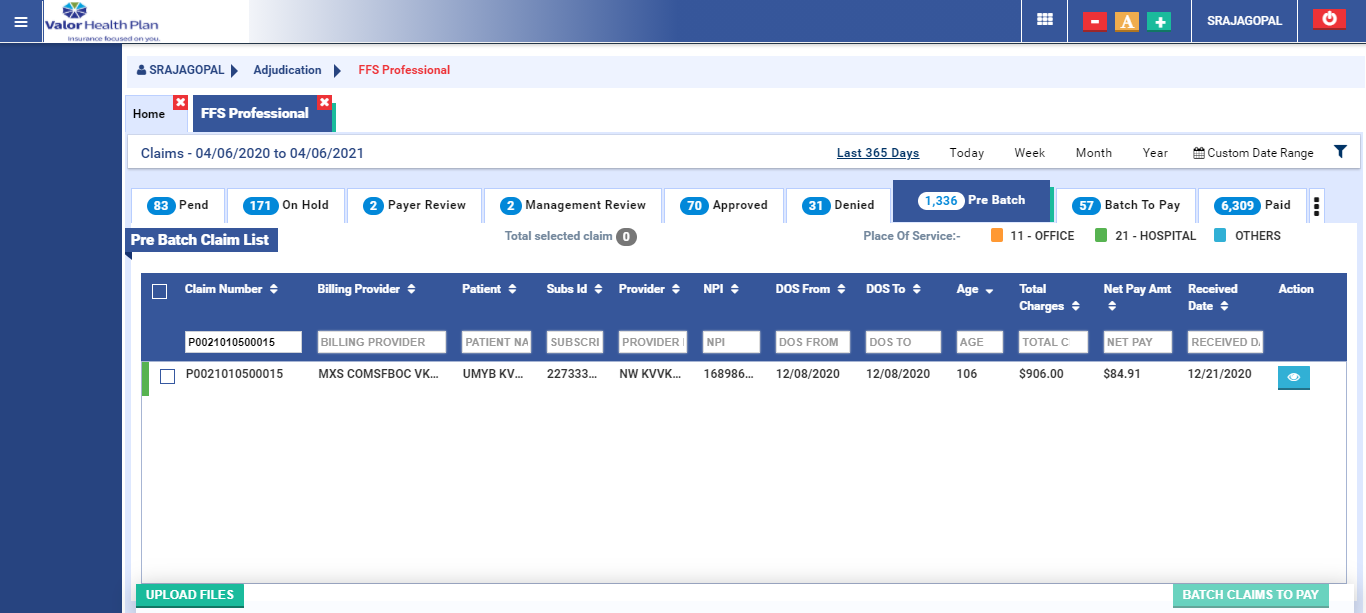 Valor Health Plan
Insurance focused on you.
A
SRAJAGOPAL
SRAJAGOPAL Adjudication FFS Professional
Home FFS Professional
Claims - 04/06/2020 to 04/06/2021 Last 365 Days Today Week Month Year Custom Date Range
83 Pend 171 On Hold 2 Payer Review 2 Management Review 70 Approved 31 Denied 1,336 Pre Batch 57 Batch To Pay 6,309 Paid
Pre Batch Claim List Total selected claim 0 Place Of Service:- 11 - OFFICE 21 - HOSPITAL OTHERS
Claim Number Billing Provider Patient Subs Id Provider NPI DOS From DOS To Age Total Charges Net Pay Amt Received Date Action
P0021010500015 BILLING PROVIDER PATIENT NA SUBSCRI PROVIDER NPI DOS FROM DOS TO AGE TOTAL C NET PAY RECEIVED D
P0021010500015 MXS COMSFBOC VK... UMYB KV... 227333... NW KVVK... 168986... 12/08/2020 12/08/2020 106 $906.00 $84.91 12/21/2020
UPLOAD FILES BATCH CLAIMS TO PAY